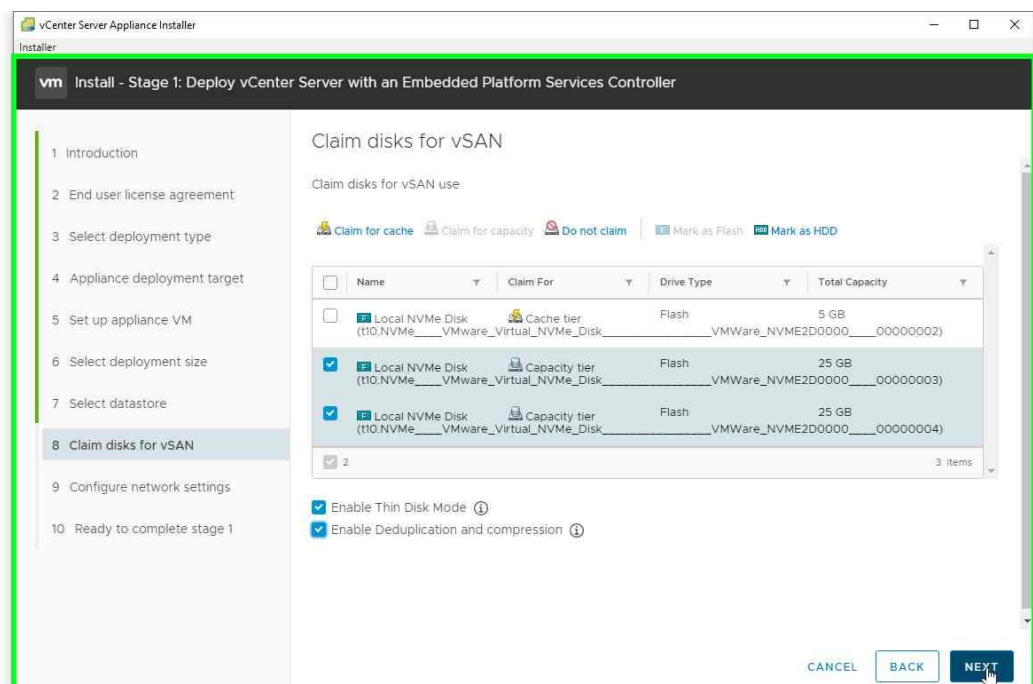 vCenter Server Appliance Installer
Installer
vm Install - Stage 1: Deploy vCenter Server with an Embedded Platform Services Controller
1 Introduction
2 End user license agreement
3 Select deployment type
4 Appliance deployment target
5 Set up appliance VM
6 Select deployment size
7 Select datastore
8 Claim disks for vSAN
9 Configure network settings
10 Ready to complete stage 1
Claim disks for vSAN
Claim disks for vSAN use
Claim for cache Claim for capacity Do not claim F Mark as Flash HDD Mark as HDD
Name Claim For Drive Type Total Capacity
F Local NVMe Disk Cache tier Flash 5 GB
(t10.NVMe____VMware_Virtual_NVMe_Disk________________VMWare_NVME2D0000____00000002)
F Local NVMe Disk Capacity tier Flash 25 GB
(t10.NVMe____VMware_Virtual_NVMe_Disk________________VMWare_NVME2D0000____00000003)
F Local NVMe Disk Capacity tier Flash 25 GB
(t10.NVMe____VMware_Virtual_NVMe_Disk________________VMWare_NVME2D0000____00000004)
2 3 items
Enable Thin Disk Mode i
Enable Deduplication and compression i
CANCEL BACK NEXT